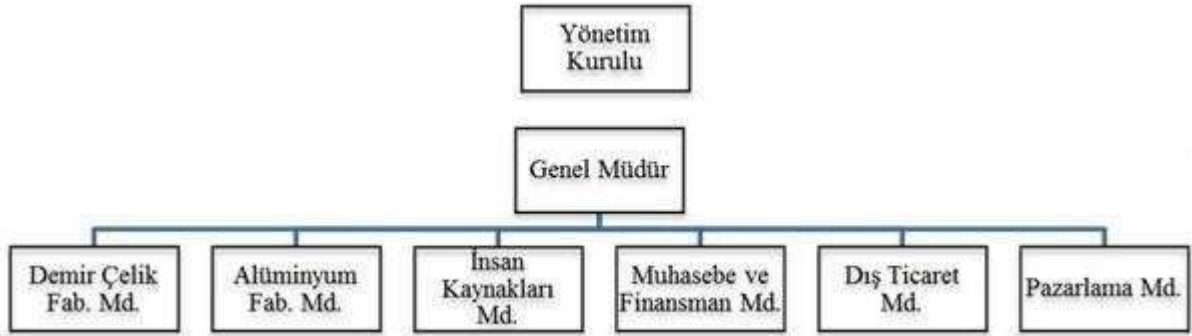 Yönetim
Kurulu
Genel Müdür
Demir Çelik
Fab. Md.
Alüminyum
Fab. Md.
İnsan
Kaynakları
Md.
Muhasebe ve
Finansman Md.
Dış Ticaret
Md.
Pazarlama Md.